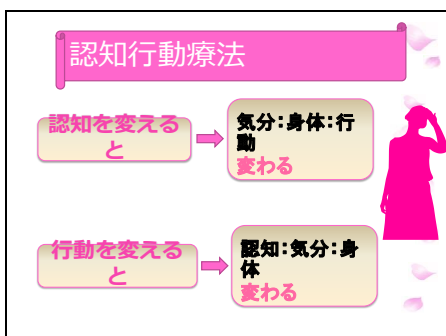 認知行動療法
認知を変える
と
気分：身体：行
動
変わる
行動を変える
と
認知：気分：身
体
変わる